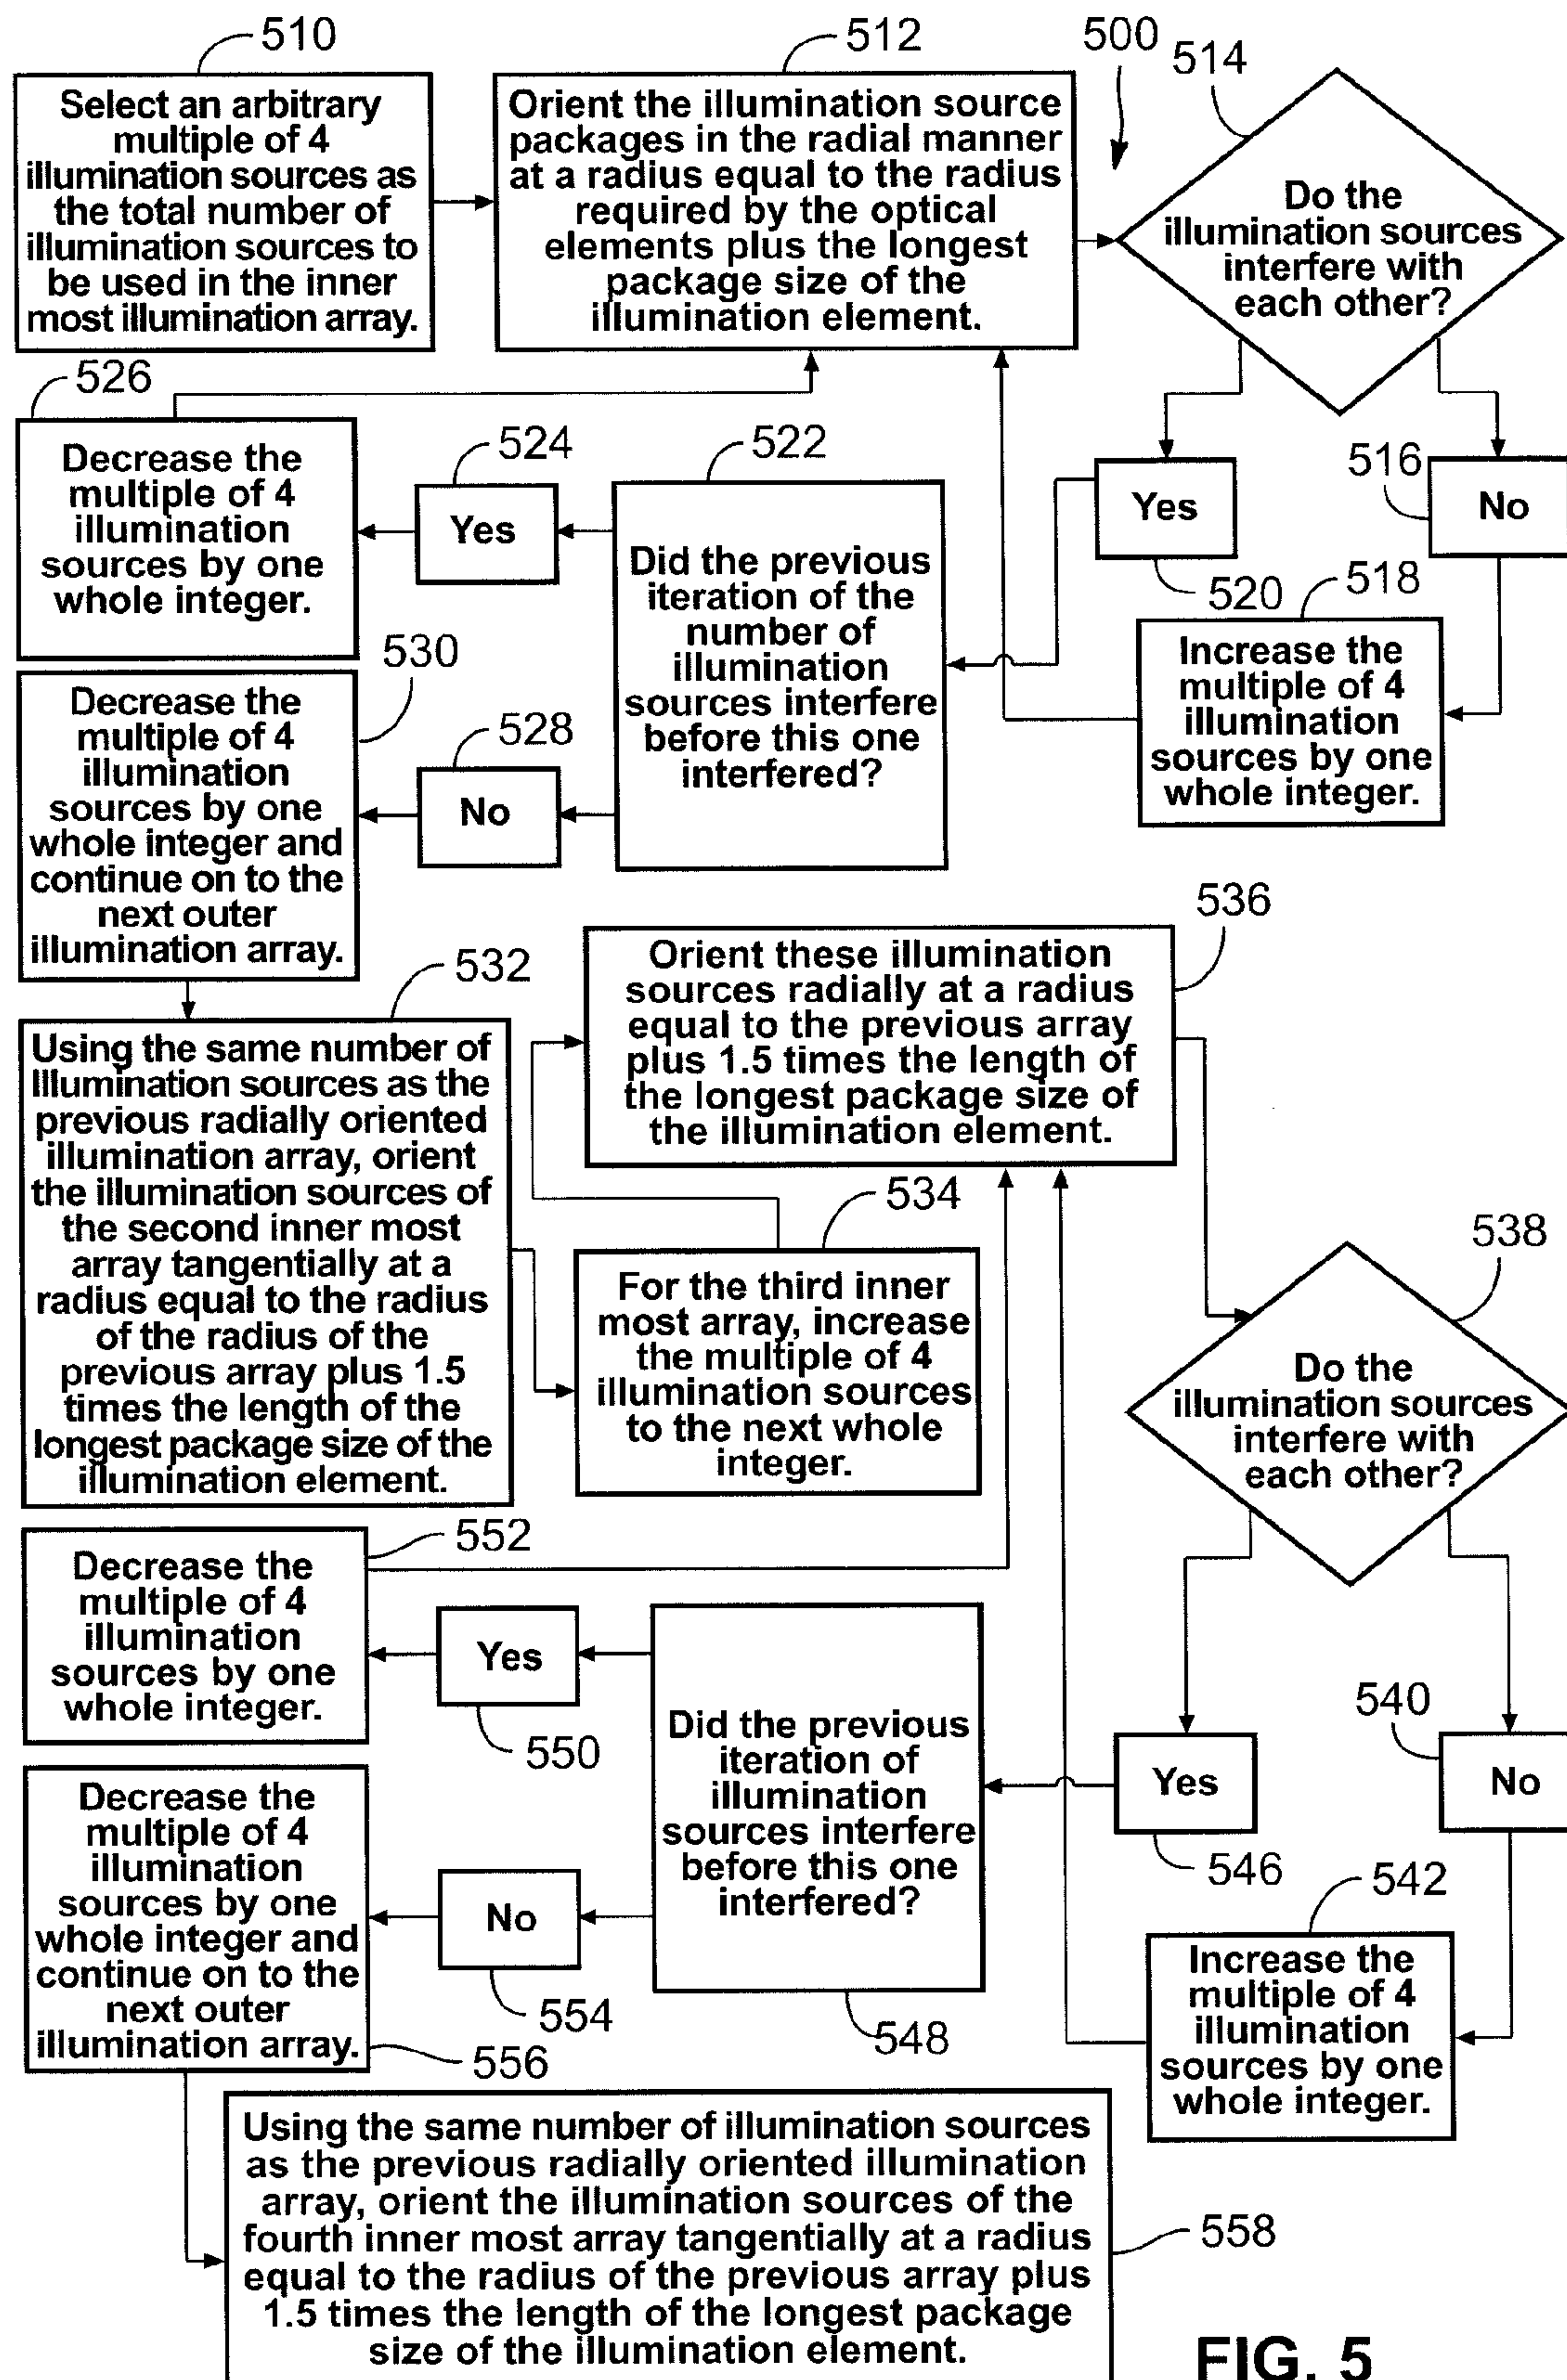 510
Select an arbitrary
multiple of 4
illumination sources as
the total number of
illumination sources to
be used in the inner
most illumination array.
512
Orient the illumination source
packages in the radial manner
at a radius equal to the radius
required by the optical
elements plus the longest
package size of the
illumination element.
500
514
Do the
illumination sources
interfere with
each other?
526
Decrease the
multiple of 4
illumination
sources by one
whole integer.
524
Yes
522
Did the previous
iteration of the
number of
illumination
sources interfere
before this one
interfered?
Yes
520
516
No
518
Increase the
multiple of 4
illumination
sources by one
whole integer.
530
Decrease the
multiple of 4
illumination
sources by one
whole integer and
continue on to the
next outer
illumination array.
528
No
532
Using the same number of
Illumination sources as the
previous radially oriented
illumination array, orient
the illumination sources of
the second inner most
array tangentially at a
radius equal to the radius
of the radius of the
previous array plus 1.5
times the length of the
longest package size of the
illumination element.
536
Orient these illumination
sources radially at a radius
equal to the previous array
plus 1.5 times the length of
the longest package size of
the illumination element.
534
For the third inner
most array, increase
the multiple of 4
illumination sources
to the next whole
integer.
538
Do the
illumination sources
interfere with
each other?
552
Decrease the
multiple of 4
illumination
sources by one
whole integer.
Yes
550
Did the previous
iteration of
illumination
sources interfere
before this one
interfered?
548
Yes
546
540
No
542
Increase the
multiple of 4
illumination
sources by one
whole integer.
Decrease the
multiple of 4
illumination
sources by one
whole integer and
continue on to the
next outer
illumination array.
556
No
554
Using the same number of illumination sources
as the previous radially oriented illumination
array, orient the illumination sources of the
fourth inner most array tangentially at a radius
equal to the radius of the previous array plus
1.5 times the length of the longest package
size of the illumination element.
558
FIG. 5